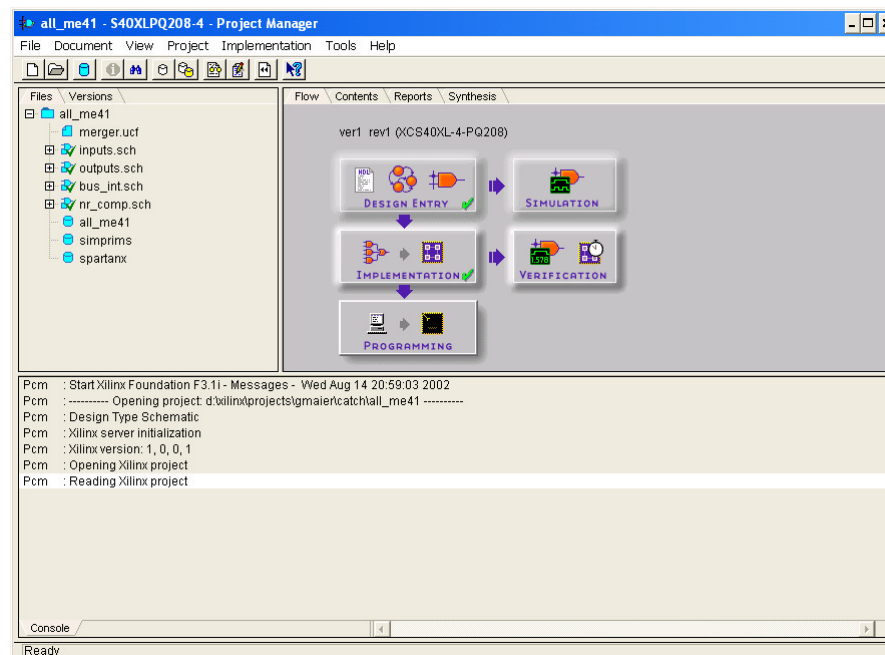 all_me41 - S40XLPQ208-4 - Project Manager
File Document View Project Implementation Tools Help
Files Versions
Flow Contents Reports Synthesis
all_me41
merger.ucf
inputs.sch
outputs.sch
bus_int.sch
nr_comp.sch
all_me41
simprims
spartanx
ver1 rev1 (XCS40XL-4-PQ208)
HDL
DESIGN ENTRY
SIMULATION
IMPLEMENTATION
1.578
VERIFICATION
PROGRAMMING
Pcm : Start Xilinx Foundation F3.1i - Messages - Wed Aug 14 20:59:03 2002
Pcm : ---------- Opening project: d:\xilinx\projects\gmaier\catch\all_me41 ----------
Pcm : Design Type Schematic
Pcm : Xilinx server initialization
Pcm : Xilinx version: 1, 0, 0, 1
Pcm : Opening Xilinx project
Pcm : Reading Xilinx project
Console
Ready